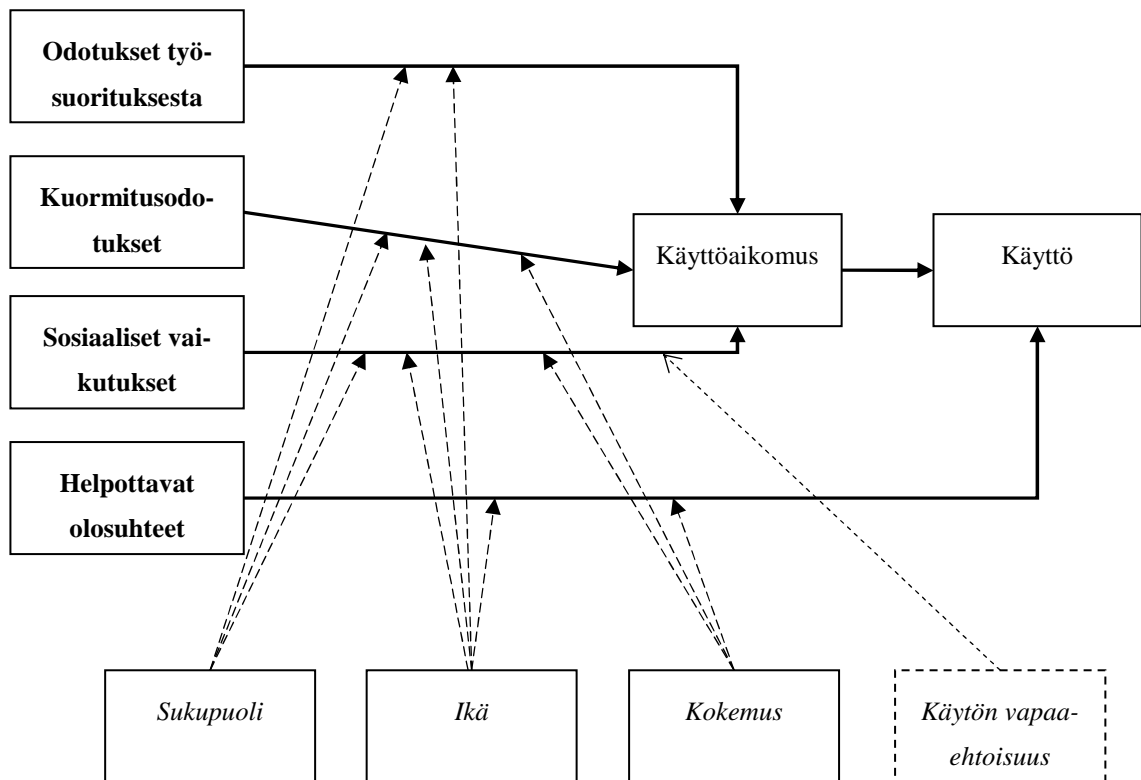 Odotukset työ-
suorituksesta
Kuormitusodo-
tukset
Käyttöaikomus
Käyttö
Sosiaaliset vai-
kutukset
Helpottavat
olosuhteet
Sukupuoli
Ikä
Kokemus
Käytön vapaa-
ehtoisuus